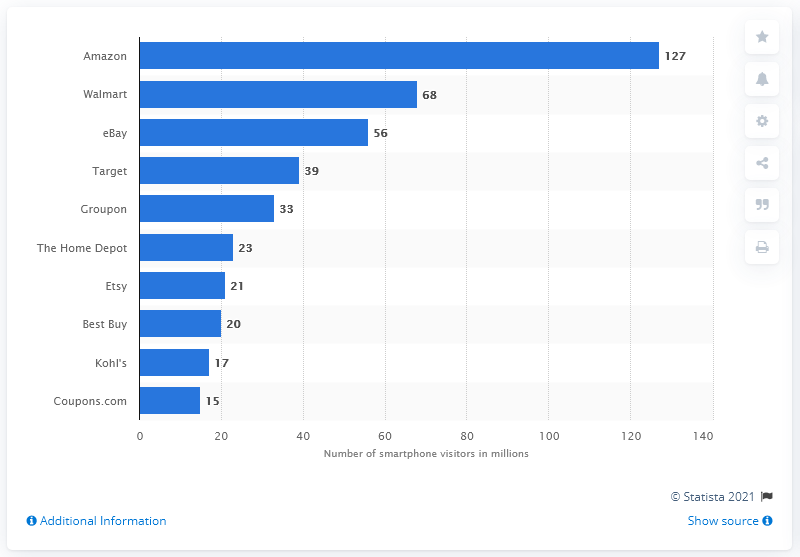 Amazon 127
Walmart 68
eBay 56
Target 39
Groupon 33
The Home Depot 23
Etsy 21
Best Buy 20
Kohl's 17
Coupons.com 15
0 20 40 60 80 100 120 140
Number of smartphone visitors in millions
© Statista 2021
Additional Information
Show source